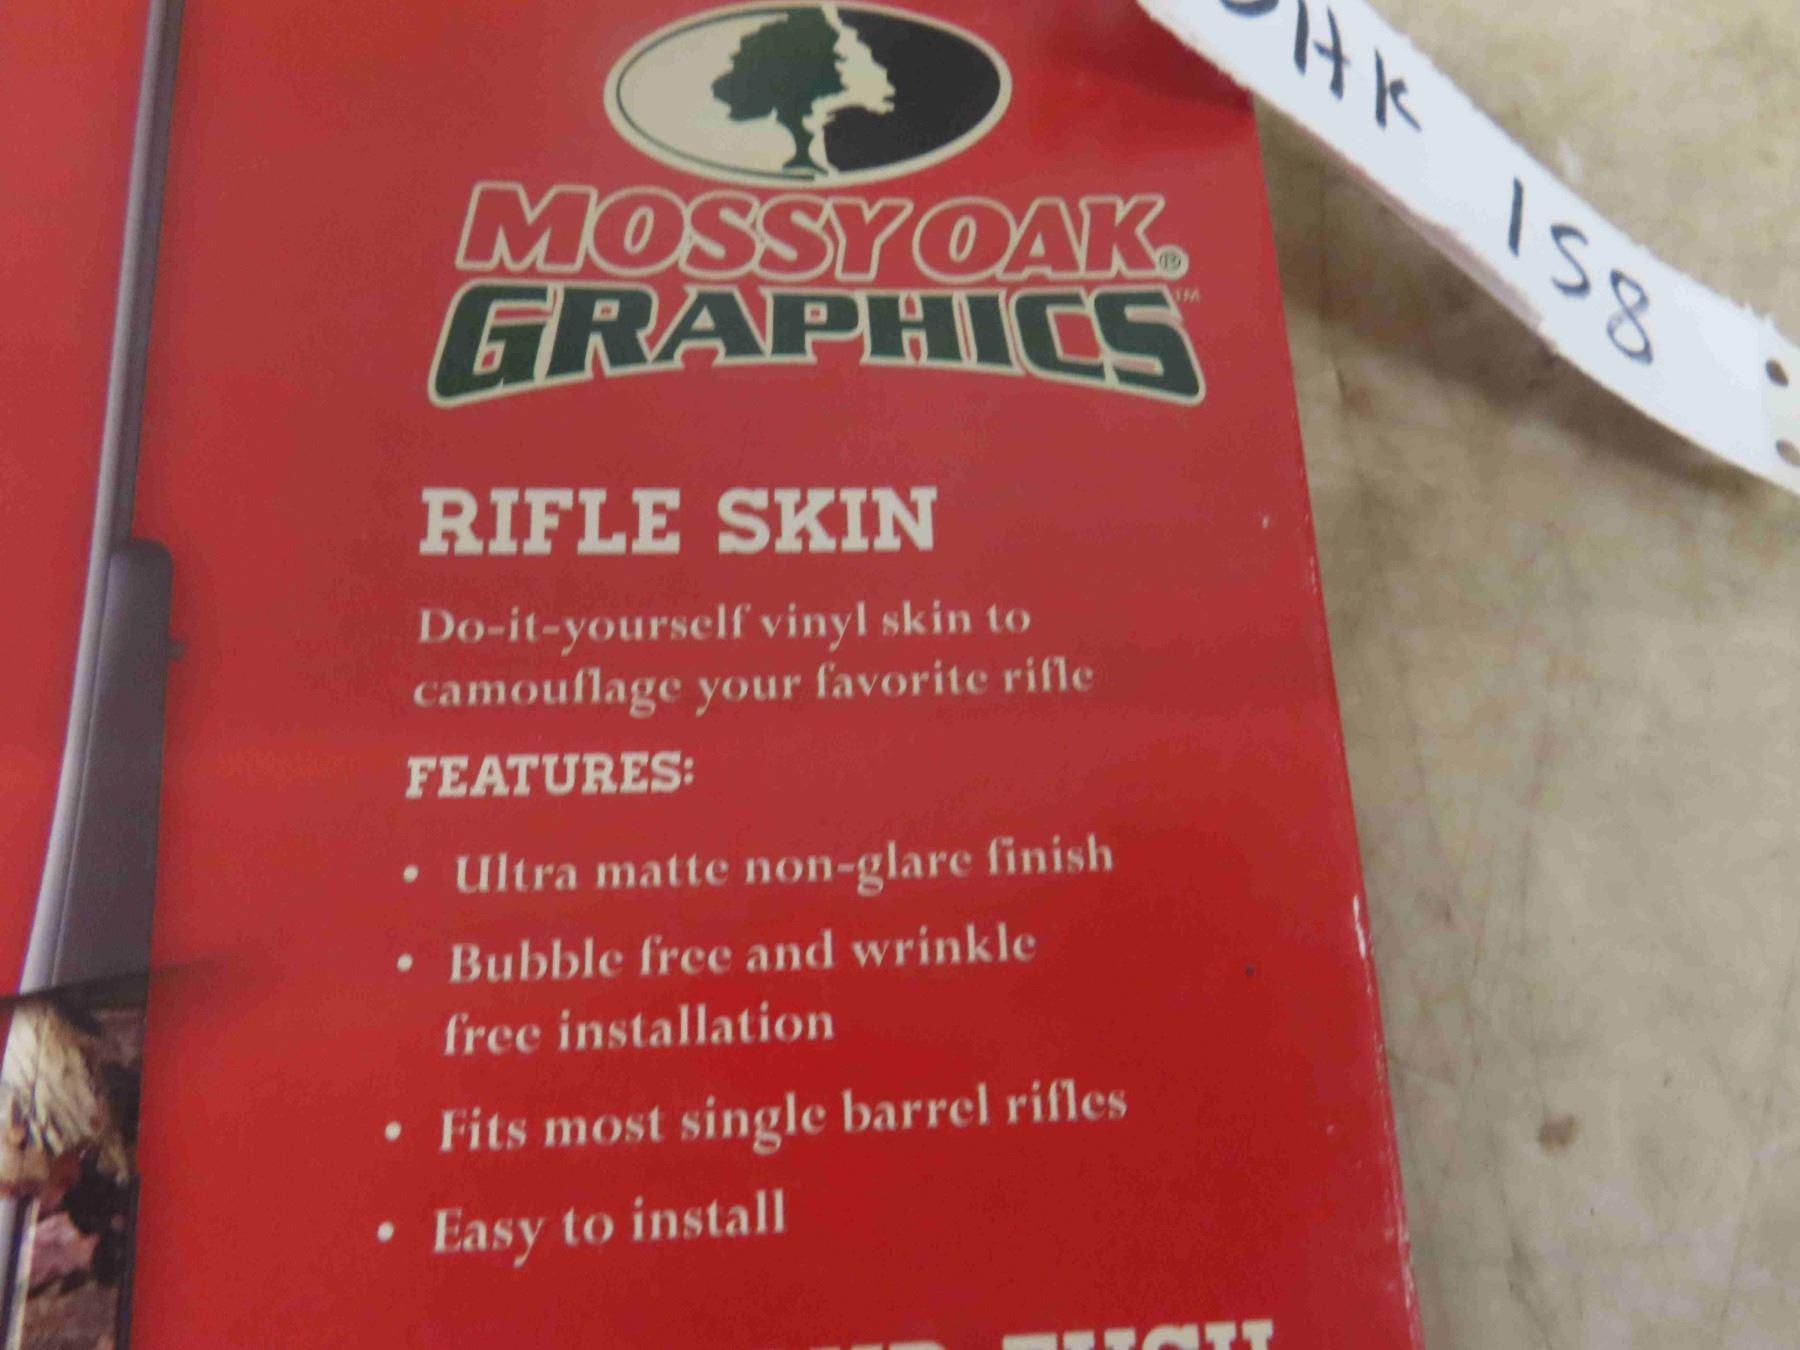 MOSSY OAK®
GRAPHICS™
RIFLE SKIN
Do-it-yourself vinyl skin to
camouflage your favorite rifle
FEATURES:
• Ultra matte non-glare finish
• Bubble free and wrinkle
free installation
• Fits most single barrel rifles
• Easy to install
158